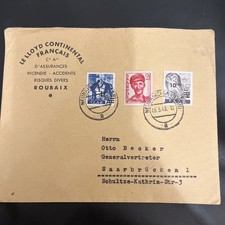 LE LLOYD CONTINENTAL
FRANÇAIS
Cie Ame
D'ASSURANCES
INCENDIE - ACCIDENTS
RISQUES DIVERS
ROUBAIX
10
Herrn
Otto Becker
Generalvertreter
Saarbrücken 1
Schultze-Kathrin-Str-3